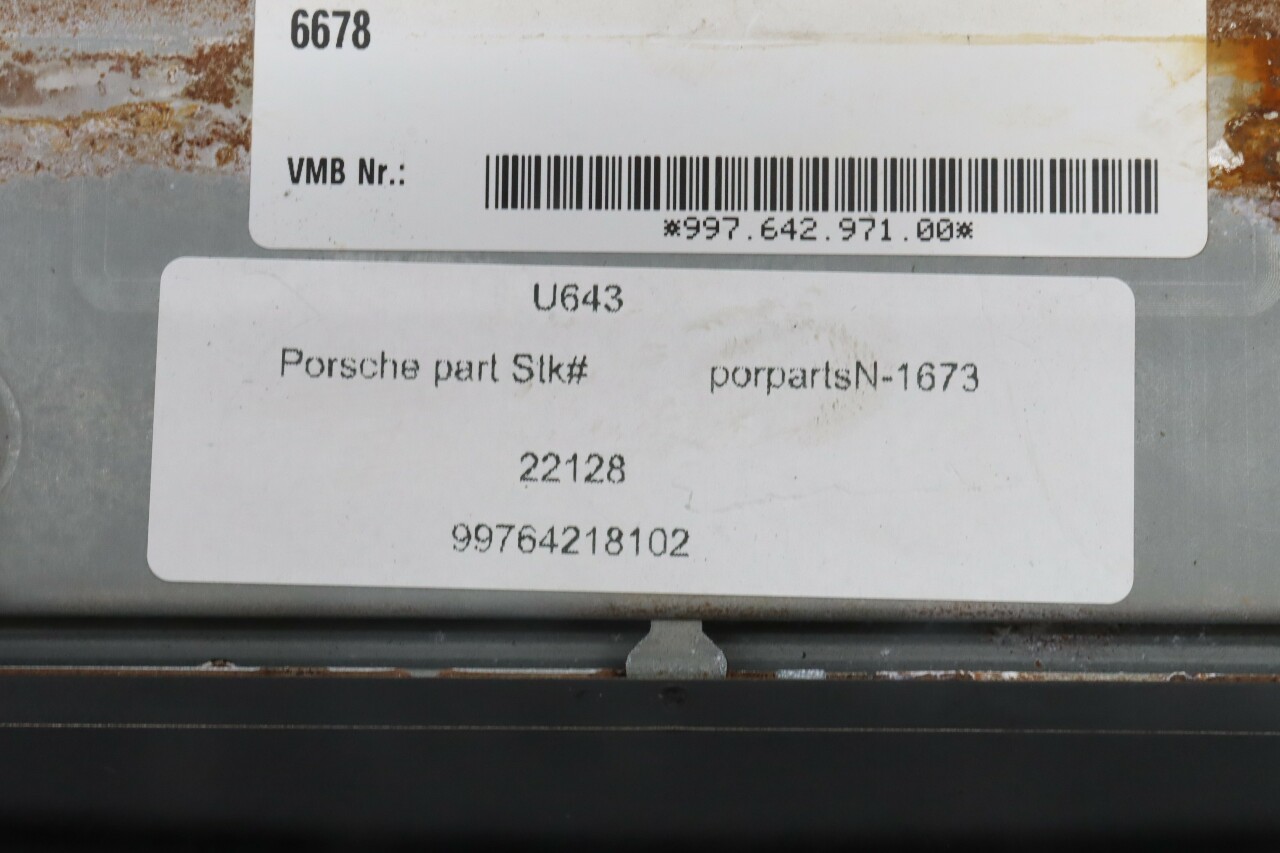 6678
VMB Nr.:
*997.642.971.00*
U643
Porsche part Stk# porpartsN-1673
22128
99764218102